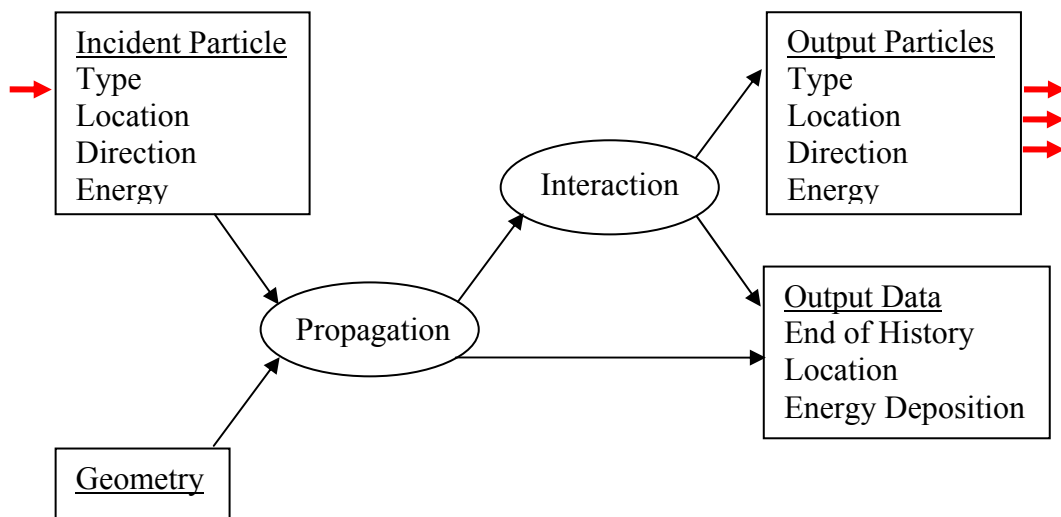 Incident Particle
Type
Location
Direction
Energy
Output Particles
Type
Location
Direction
Energy
Interaction
Propagation
Output Data
End of History
Location
Energy Deposition
Geometry